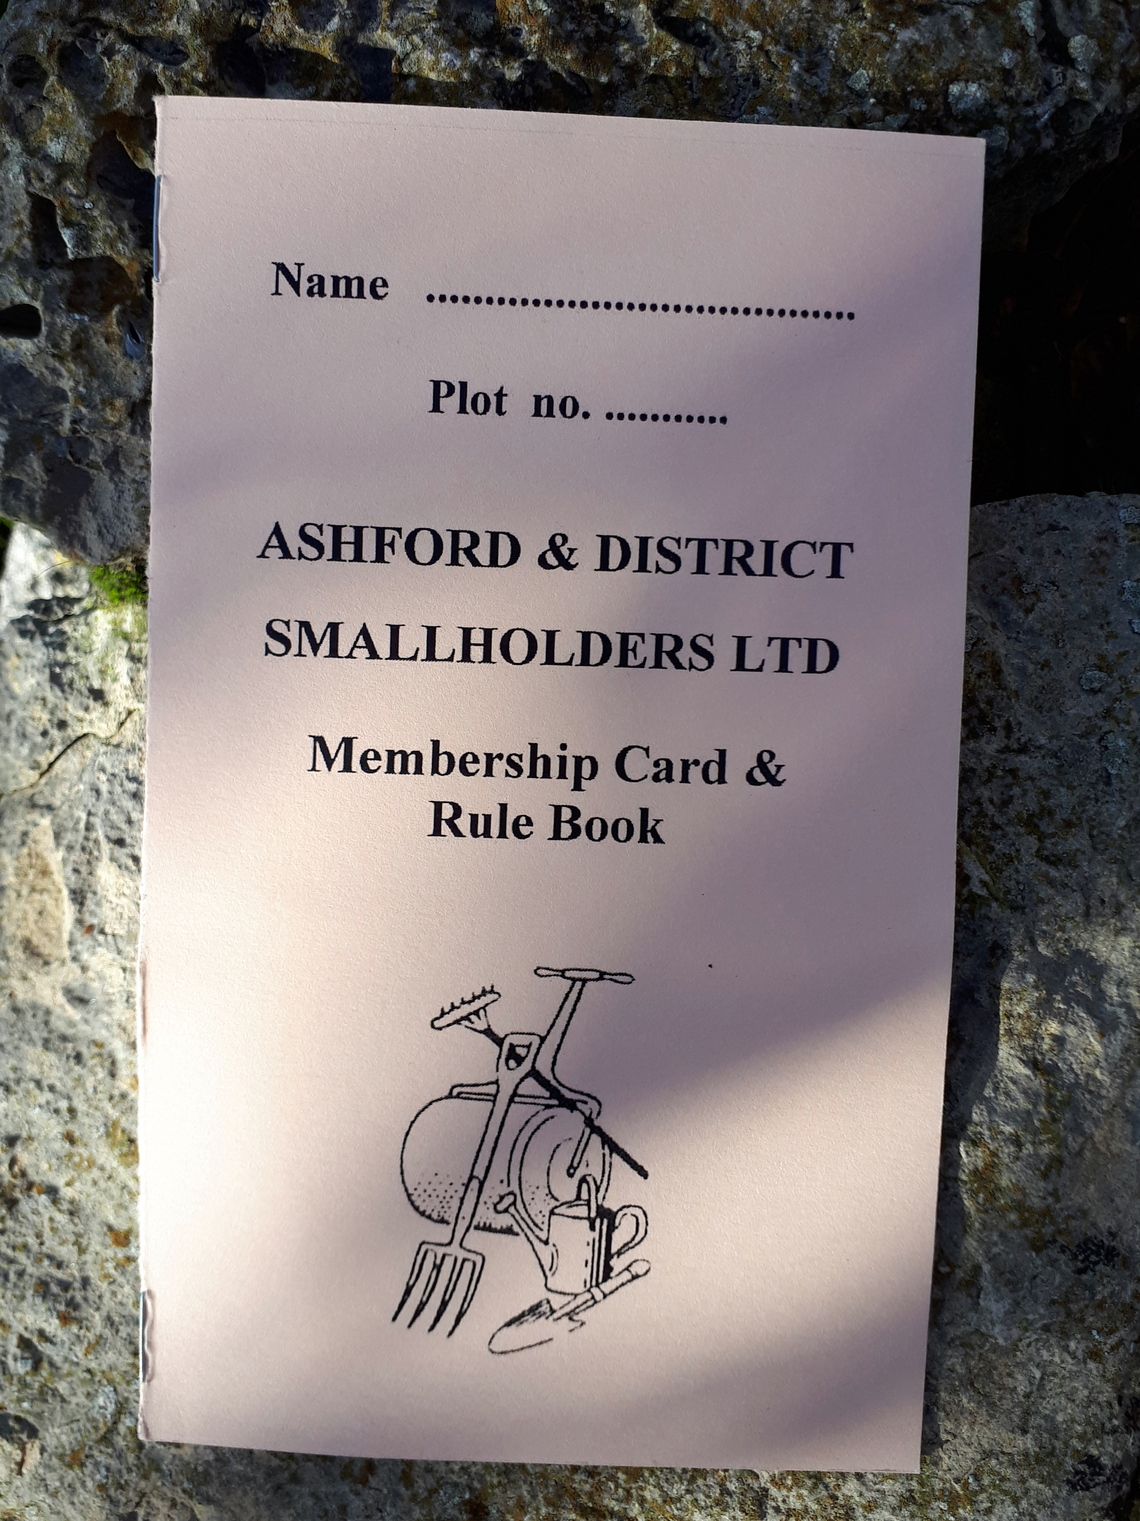 Name ....................................
Plot no. ...........
ASHFORD & DISTRICT
SMALLHOLDERS LTD
Membership Card &
Rule Book